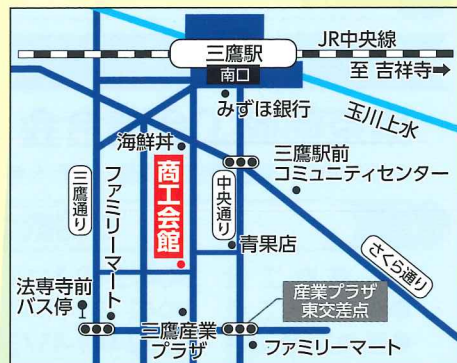 三鷹駅
南口
JR中央線
至 吉祥寺➡
みずほ銀行
玉川上水
海鮮丼
三鷹駅前
コミュニティセンター
三鷹通り
ファミリーマート
商工会館
中央通り
青果店
さくら通り
法専寺前
バス停
産業プラザ
東交差点
三鷹産業
プラザ
ファミリーマート